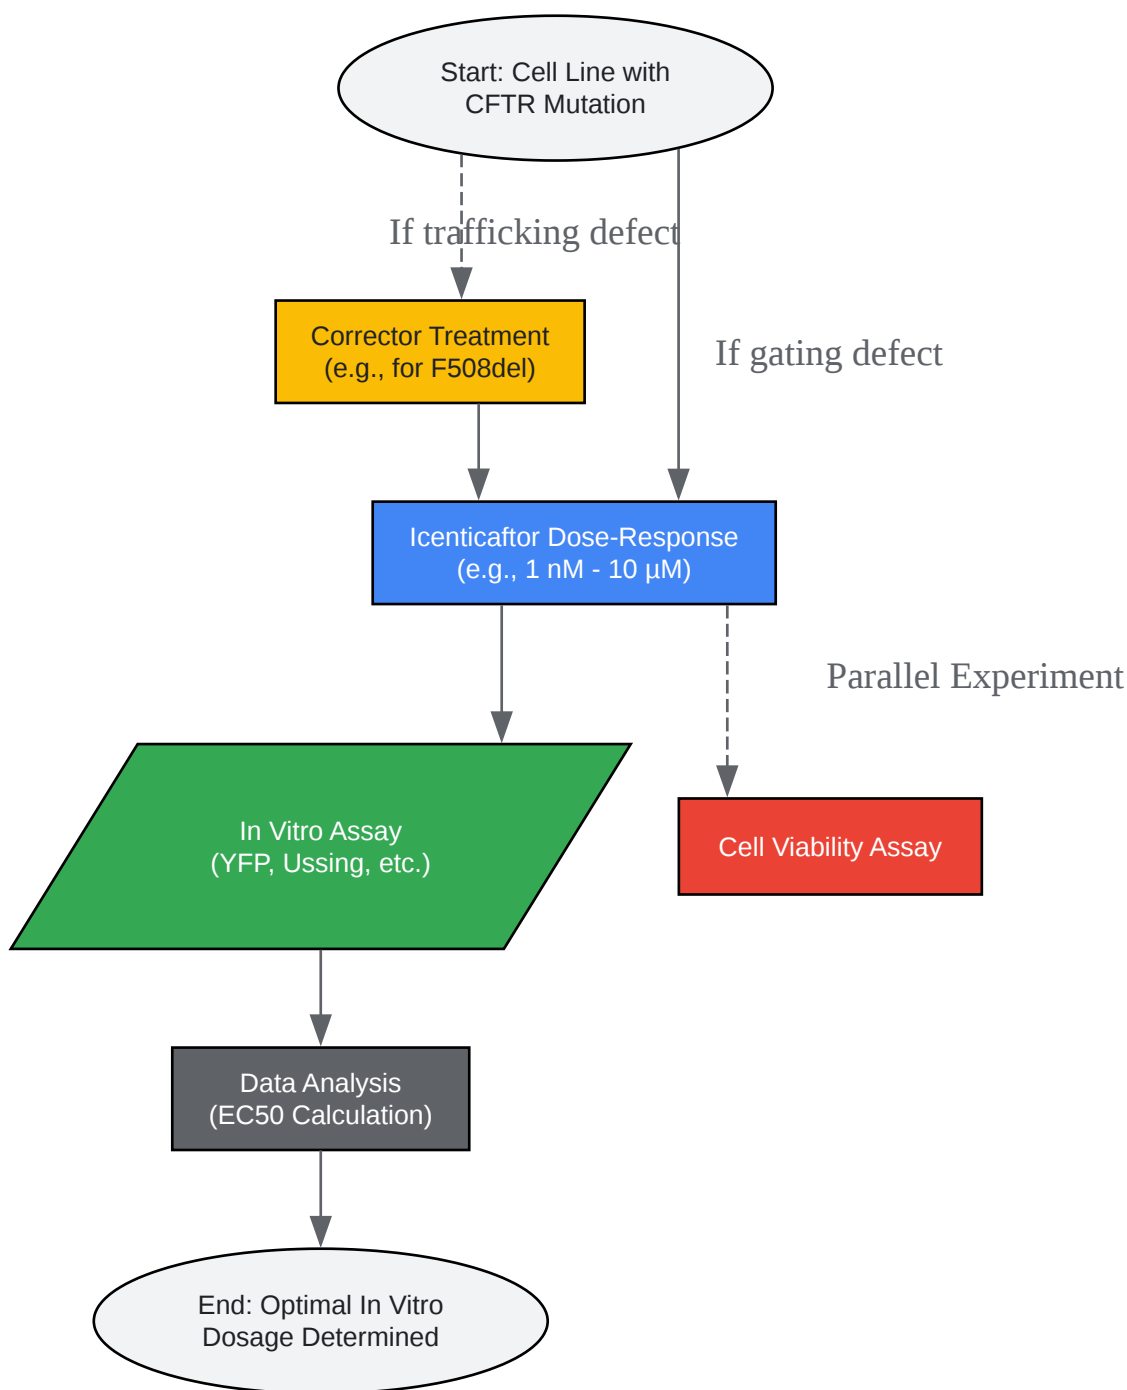 Start: Cell Line with
CFTR Mutation
If trafficking defect
Corrector Treatment
(e.g., for F508del)
If gating defect
Icenticaftor Dose-Response
(e.g., 1 nM - 10 µM)
Parallel Experiment
In Vitro Assay
(YFP, Ussing, etc.)
Cell Viability Assay
Data Analysis
(EC50 Calculation)
End: Optimal In Vitro
Dosage Determined